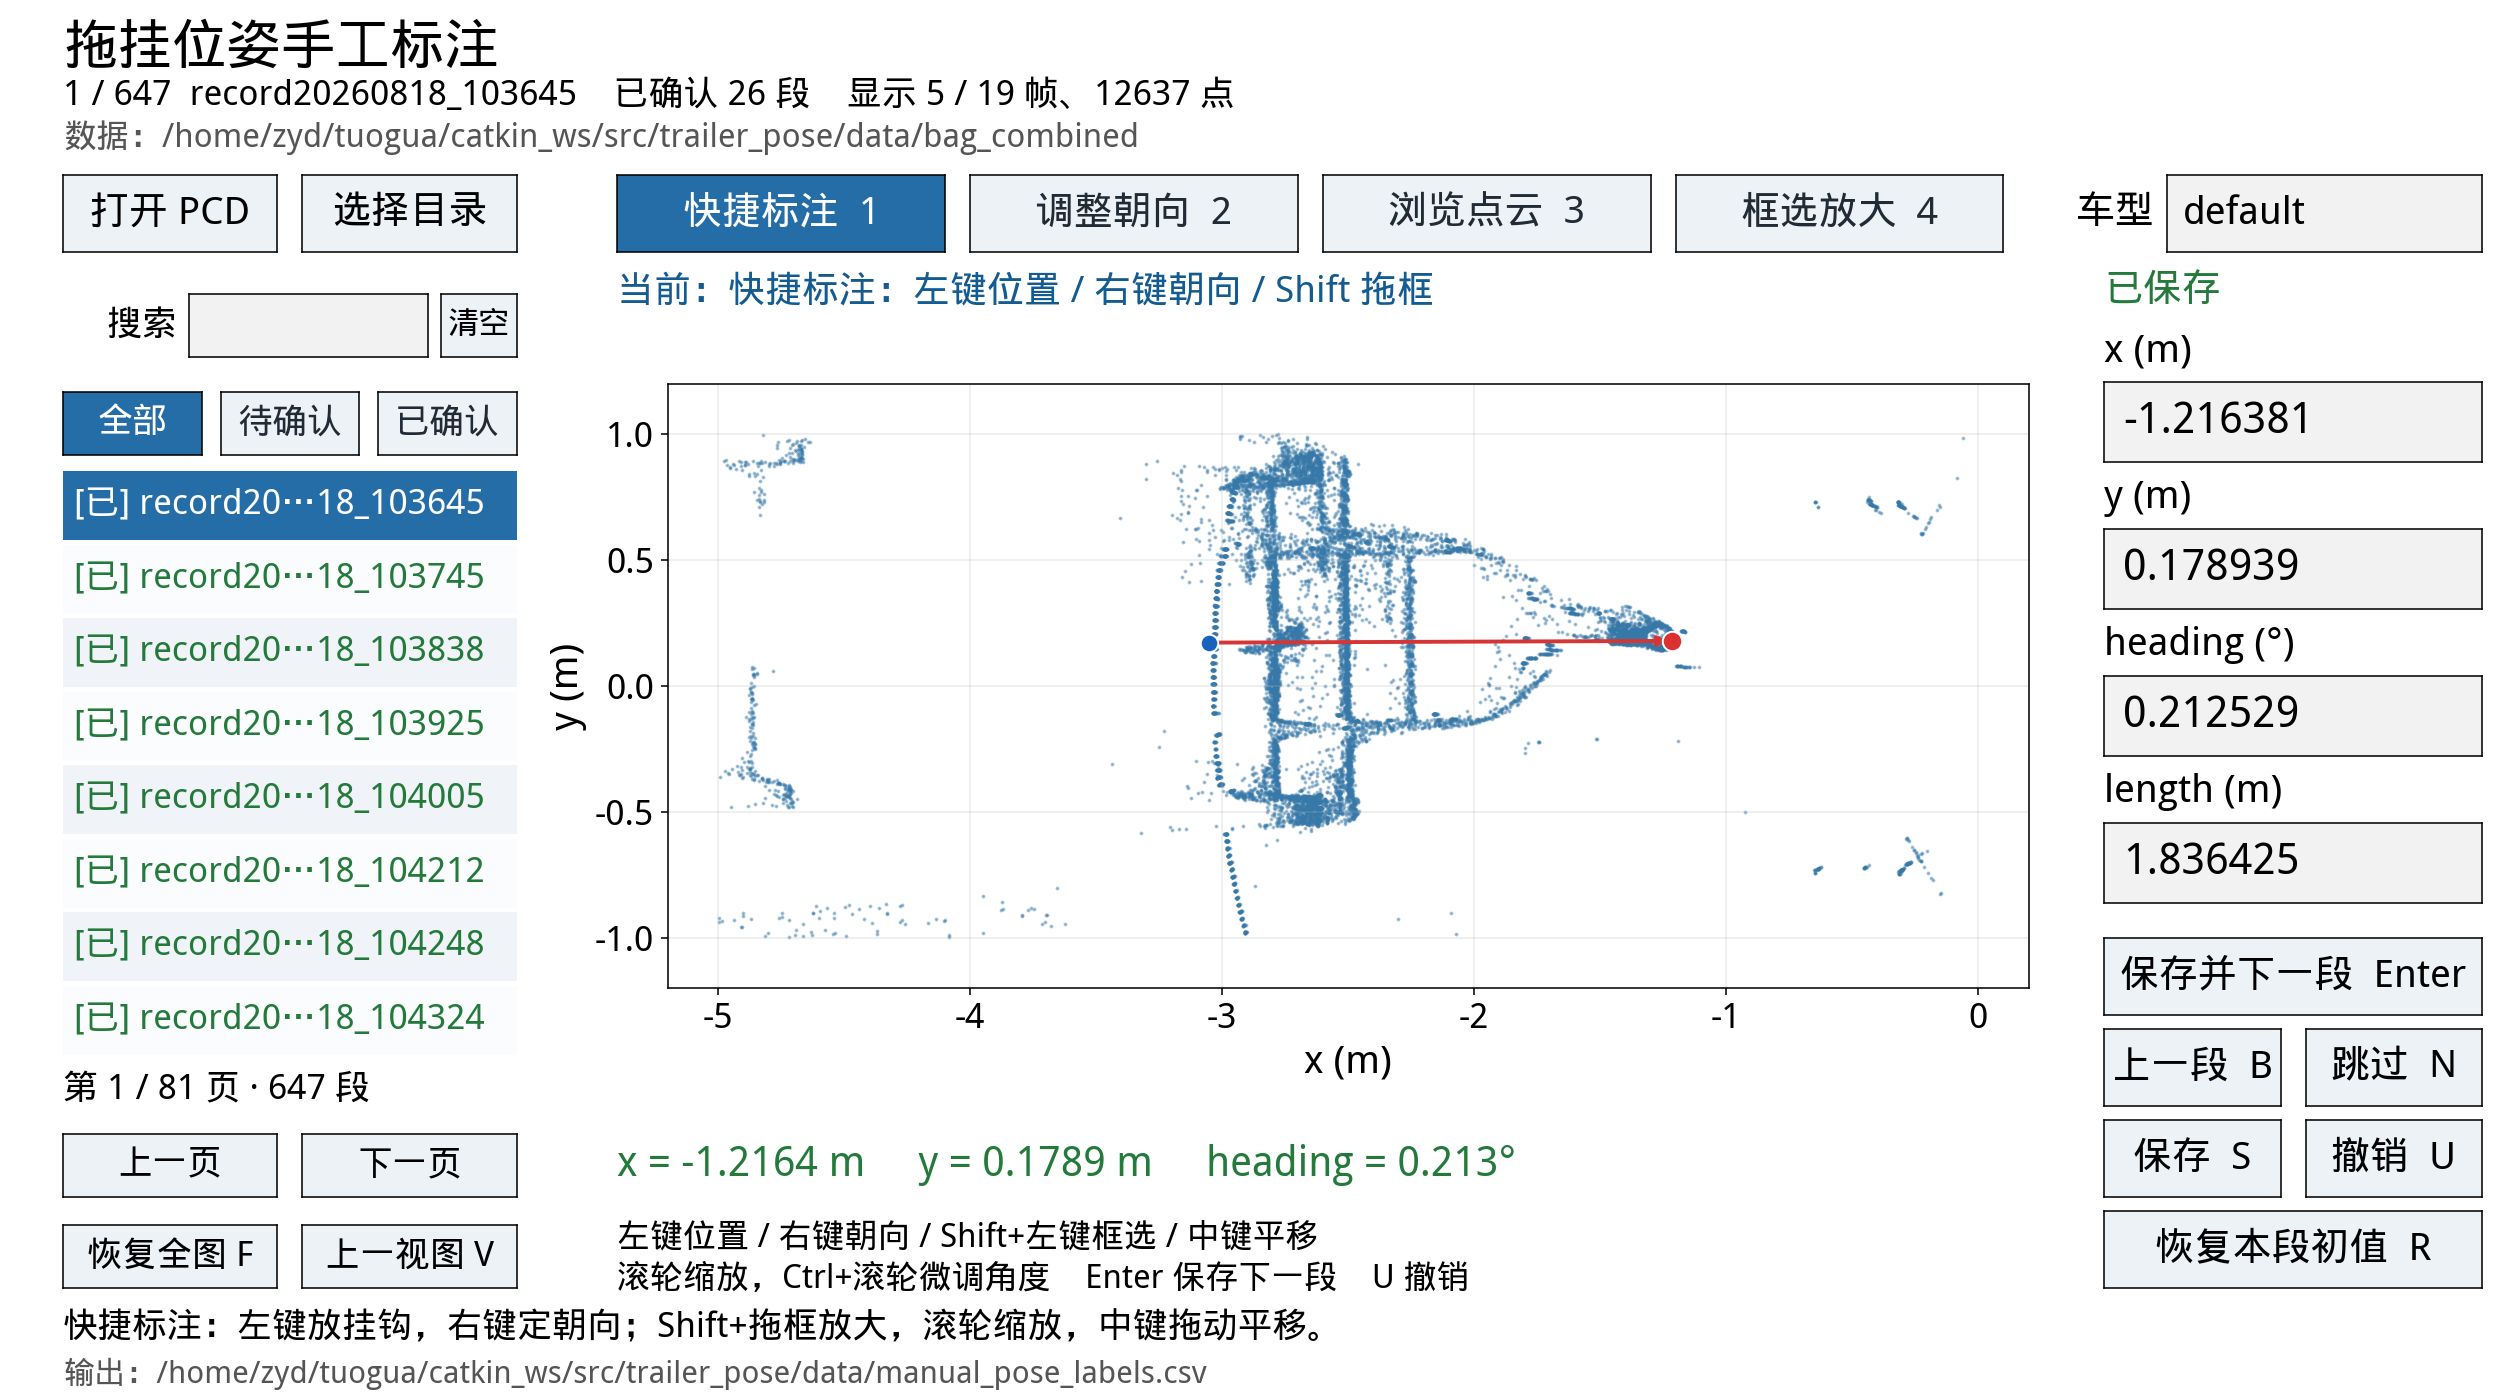 拖挂位姿手工标注
1 / 647  record20260818_103645    已确认 26 段    显示 5 / 19 帧、12637 点
数据：/home/zyd/tuogua/catkin_ws/src/trailer_pose/data/bag_combined
打开 PCD
选择目录
快捷标注 1
调整朝向 2
浏览点云 3
框选放大 4
车型
default
当前：快捷标注：左键位置 / 右键朝向 / Shift 拖框
已保存
搜索
清空
全部
待确认
已确认
[已] record20⋯18_103645
[已] record20⋯18_103745
[已] record20⋯18_103838
[已] record20⋯18_103925
[已] record20⋯18_104005
[已] record20⋯18_104212
[已] record20⋯18_104248
[已] record20⋯18_104324
第 1 / 81 页 · 647 段
上一页
下一页
恢复全图 F
上一视图 V
y (m)
1.0
0.5
0.0
-0.5
-1.0
-5
-4
-3
-2
-1
0
x (m)
x = -1.2164 m    y = 0.1789 m    heading = 0.213°
左键位置 / 右键朝向 / Shift+左键框选 / 中键平移
滚轮缩放，Ctrl+滚轮微调角度    Enter 保存下一段    U 撤销
x (m)
-1.216381
y (m)
0.178939
heading (°)
0.212529
length (m)
1.836425
保存并下一段 Enter
上一段 B
跳过 N
保存 S
撤销 U
恢复本段初值 R
快捷标注：左键放挂钩，右键定朝向；Shift+拖框放大，滚轮缩放，中键拖动平移。
输出：/home/zyd/tuogua/catkin_ws/src/trailer_pose/data/manual_pose_labels.csv